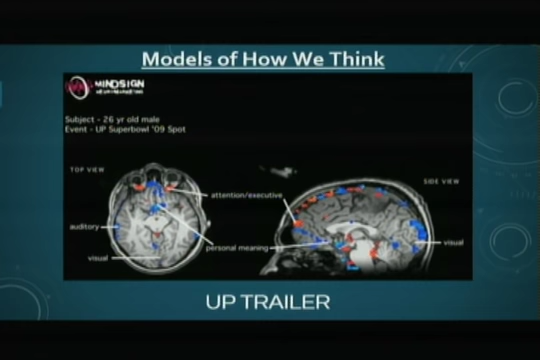 Models of How We Think
MINDSIGN
Subject - 26 yr old male
Event - UP Superbowl '09 Spot
TOP VIEW
SIDE VIEW
attention/executive
auditory
personal meaning
visual
visual
UP TRAILER